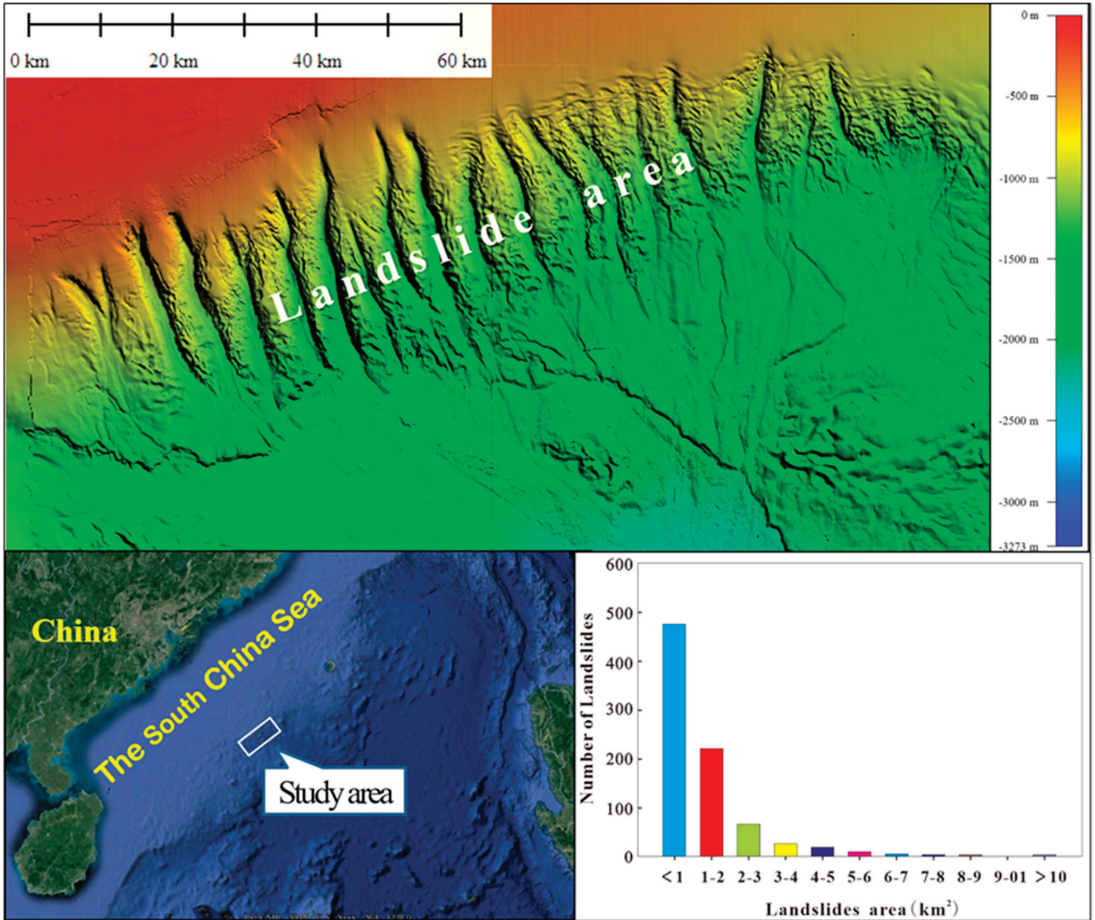 0 km 20 km 40 km 60 km
Landslide area
0 m
-500 m
-1000 m
-1500 m
-2000 m
-2500 m
-3000 m
-3273 m
China
The South China Sea
Study area
600
500
400
300
200
100
0
Number of Landslides
<1 1-2 2-3 3-4 4-5 5-6 6-7 7-8 8-9 9-01 >10
Landslides area(km²)